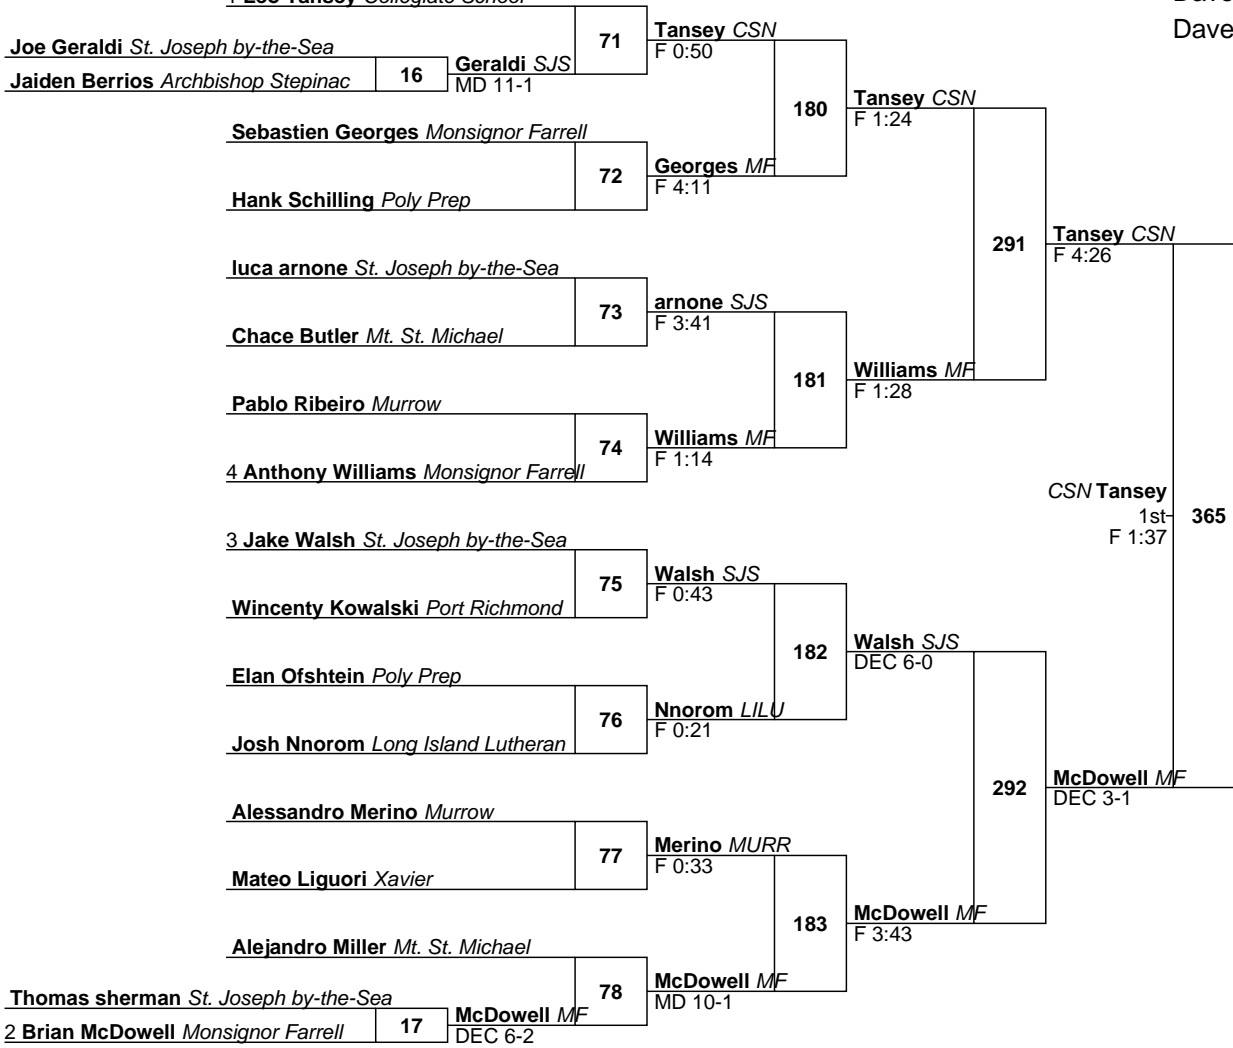 Dave
Joe Geraldi St. Joseph by-the-Sea
Jaiden Berrios Archbishop Stepinac
16
Geraldi SJS
MD 11-1
71
Tansey CSN
F 0:50
Sebastien Georges Monsignor Farrell
Hank Schilling Poly Prep
72
Georges MF
F 4:11
180
Tansey CSN
F 1:24
luca arnone St. Joseph by-the-Sea
Chace Butler Mt. St. Michael
73
arnone SJS
F 3:41
Pablo Ribeiro Murrow
4 Anthony Williams Monsignor Farrell
74
Williams MF
F 1:14
181
Williams MF
F 1:28
291
Tansey CSN
F 4:26
3 Jake Walsh St. Joseph by-the-Sea
Wincenty Kowalski Port Richmond
75
Walsh SJS
F 0:43
Elan Ofshtein Poly Prep
Josh Nnorom Long Island Lutheran
76
Nnorom LILU
F 0:21
182
Walsh SJS
DEC 6-0
Alessandro Merino Murrow
Mateo Liguori Xavier
77
Merino MURR
F 0:33
Alejandro Miller Mt. St. Michael
Thomas sherman St. Joseph by-the-Sea
2 Brian McDowell Monsignor Farrell
17
McDowell MF
DEC 6-2
78
McDowell MF
MD 10-1
183
McDowell MF
F 3:43
292
McDowell MF
DEC 3-1
CSN Tansey
1st
F 1:37
365